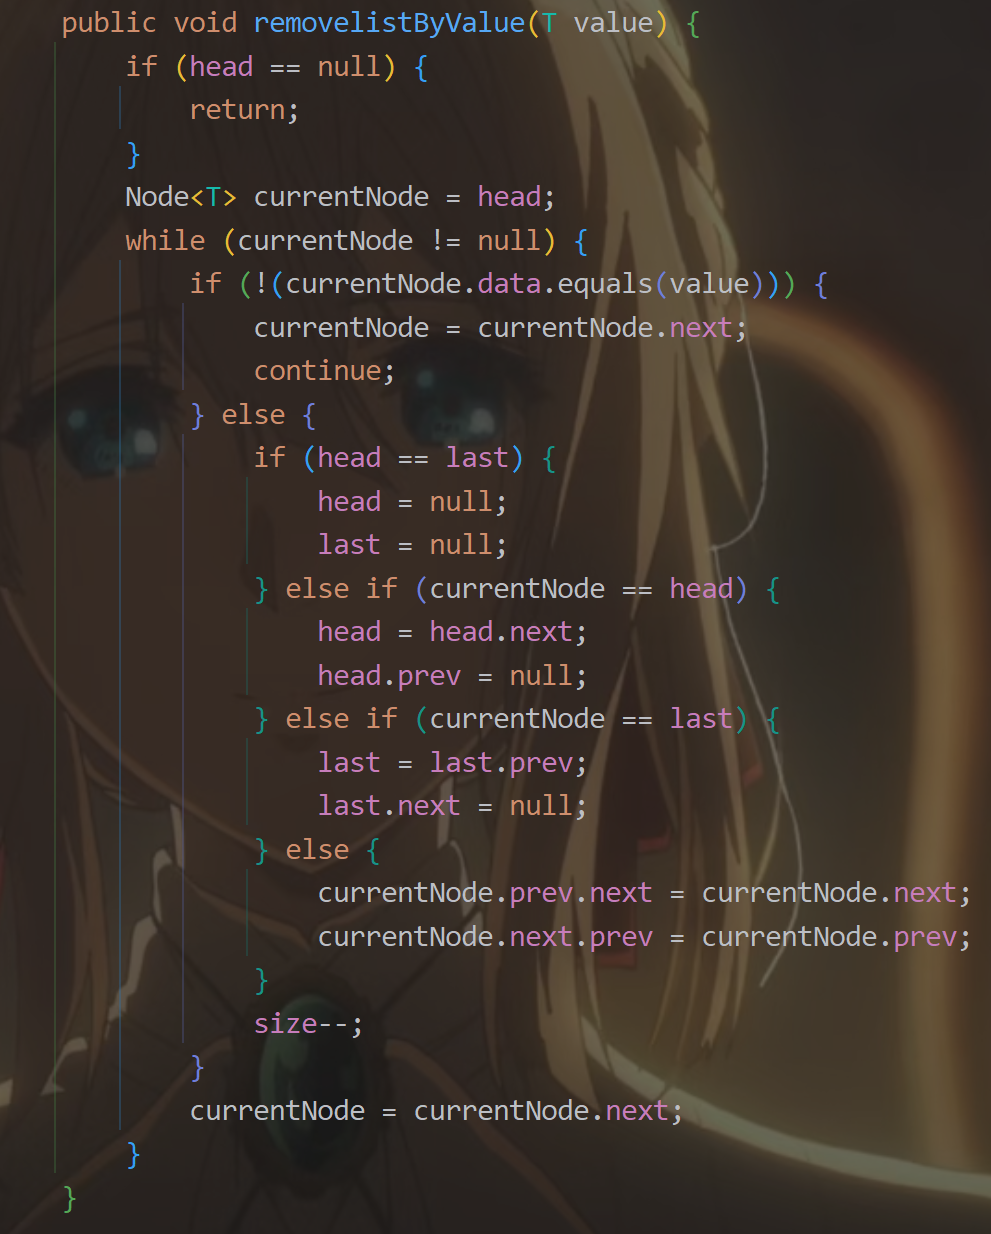 public void removelistByValue(T value) {
    if (head == null) {
        return;
    }
    Node<T> currentNode = head;
    while (currentNode != null) {
        if (!(currentNode.data.equals(value))) {
            currentNode = currentNode.next;
            continue;
        } else {
            if (head == last) {
                head = null;
                last = null;
            } else if (currentNode == head) {
                head = head.next;
                head.prev = null;
            } else if (currentNode == last) {
                last = last.prev;
                last.next = null;
            } else {
                currentNode.prev.next = currentNode.next;
                currentNode.next.prev = currentNode.prev;
            }
            size--;
        }
        currentNode = currentNode.next;
    }
}